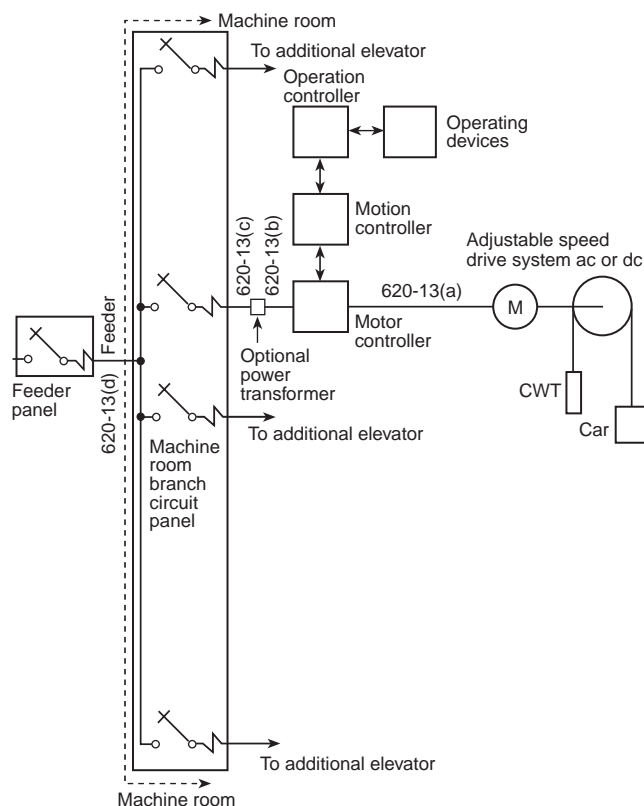 Machine room
To additional elevator
Operation
controller
Operating
devices
Motion
controller
620-13(c)
620-13(b)
Adjustable speed
drive system ac or dc
620-13(a)
M
Motor
controller
Optional
power
transformer
Feeder
620-13(d)
Feeder
panel
CWT
Car
To additional elevator
Machine
room
branch
circuit
panel
To additional elevator
Machine room